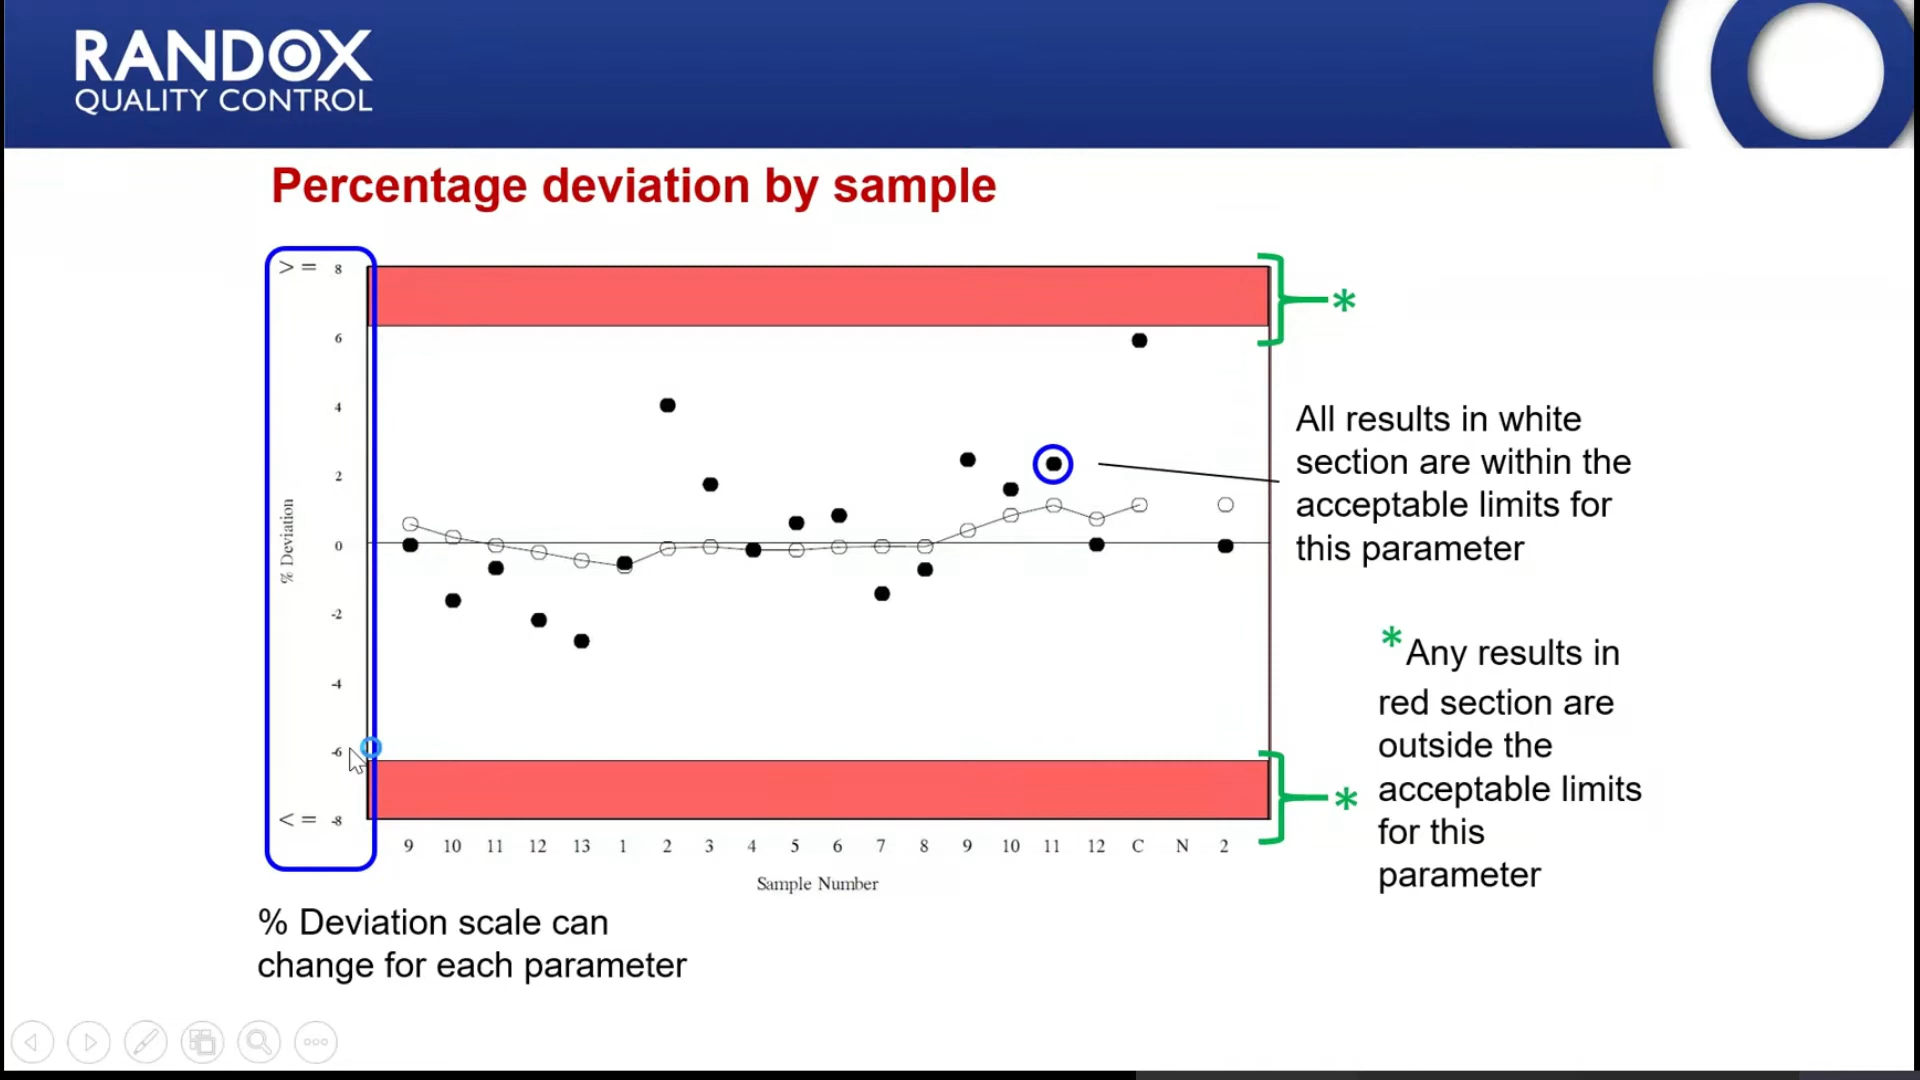 RANDOX
QUALITY CONTROL
Percentage deviation by sample
> = 8
6
4
2
0
-2
-4
-6
< = -8
% Deviation
9 10 11 12 13 1 2 3 4 5 6 7 8 9 10 11 12 C N 2
Sample Number
*
All results in white
section are within the
acceptable limits for
this parameter
*Any results in
red section are
outside the
acceptable limits
for this
parameter
*
% Deviation scale can
change for each parameter